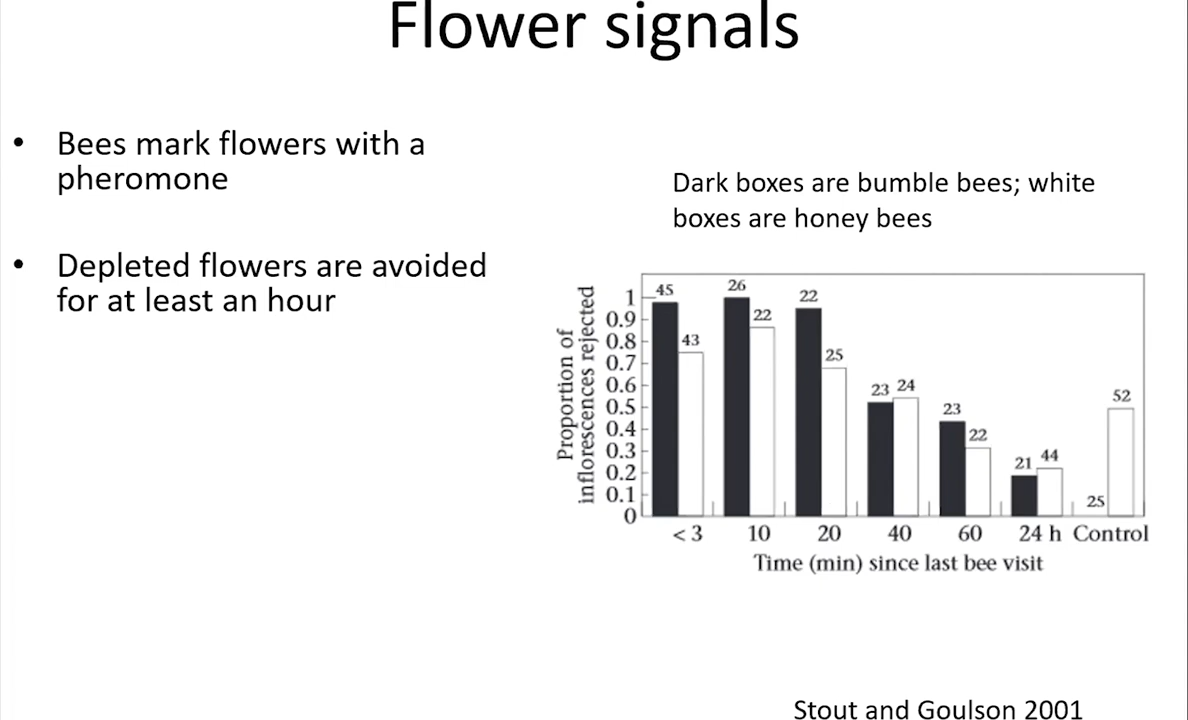 Flower signals
• Bees mark flowers with a
pheromone
• Depleted flowers are avoided
for at least an hour
Dark boxes are bumble bees; white
boxes are honey bees
Proportion of
inflorescences rejected
1
0.9
0.8
0.7
0.6
0.5
0.4
0.3
0.2
0.1
0
45
43
26
22
22
25
23
24
23
22
21
44
25
52
< 3 10 20 40 60 24 h Control
Time (min) since last bee visit
Stout and Goulson 2001